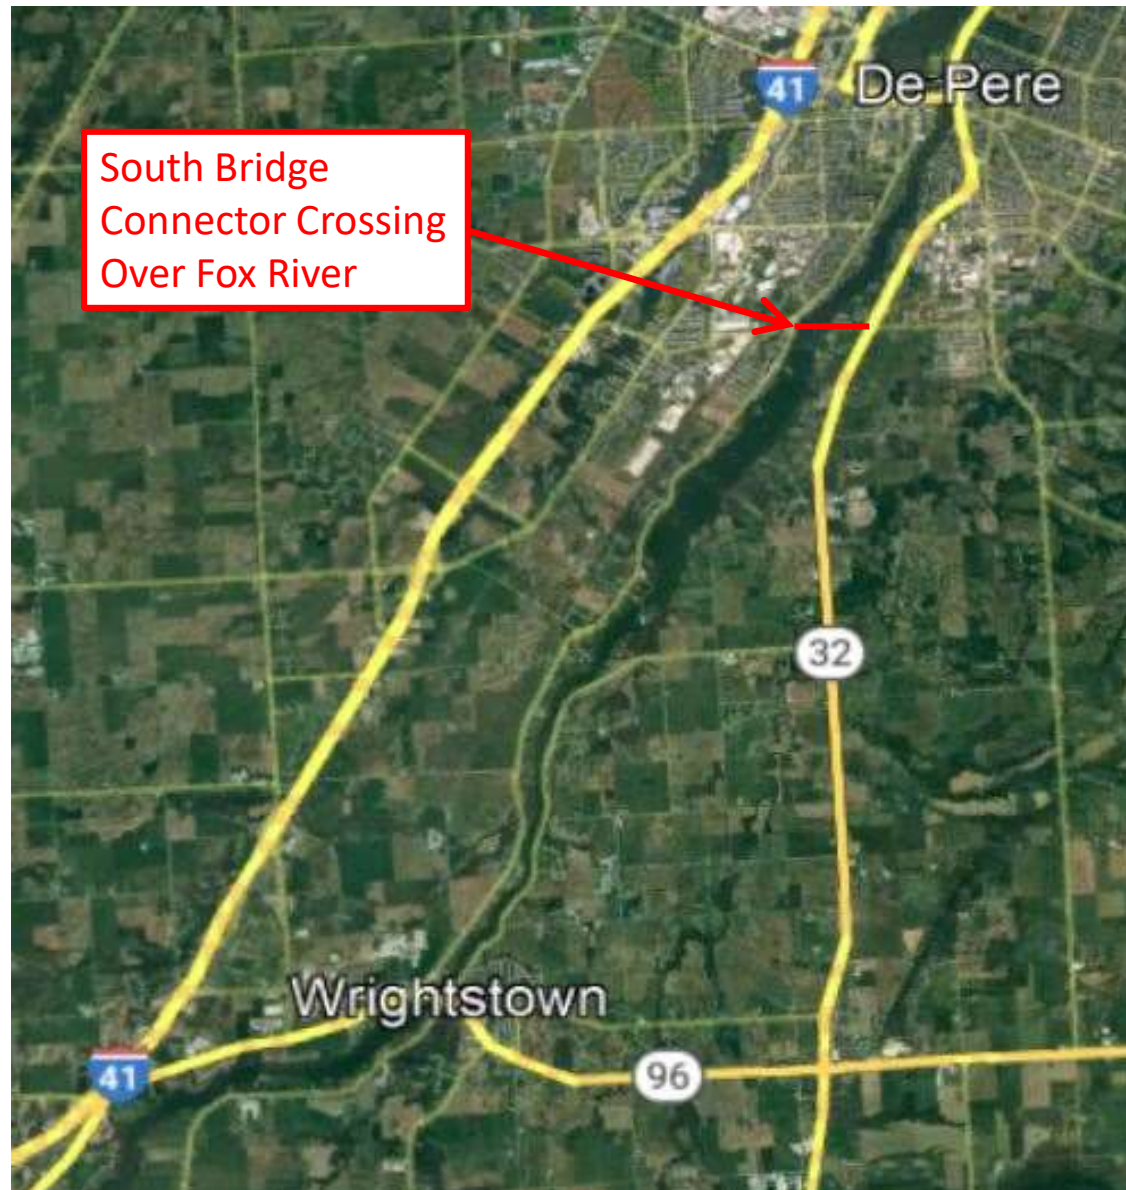 41
De Pere
South Bridge
Connector Crossing
Over Fox River
32
Wrightstown
41
96